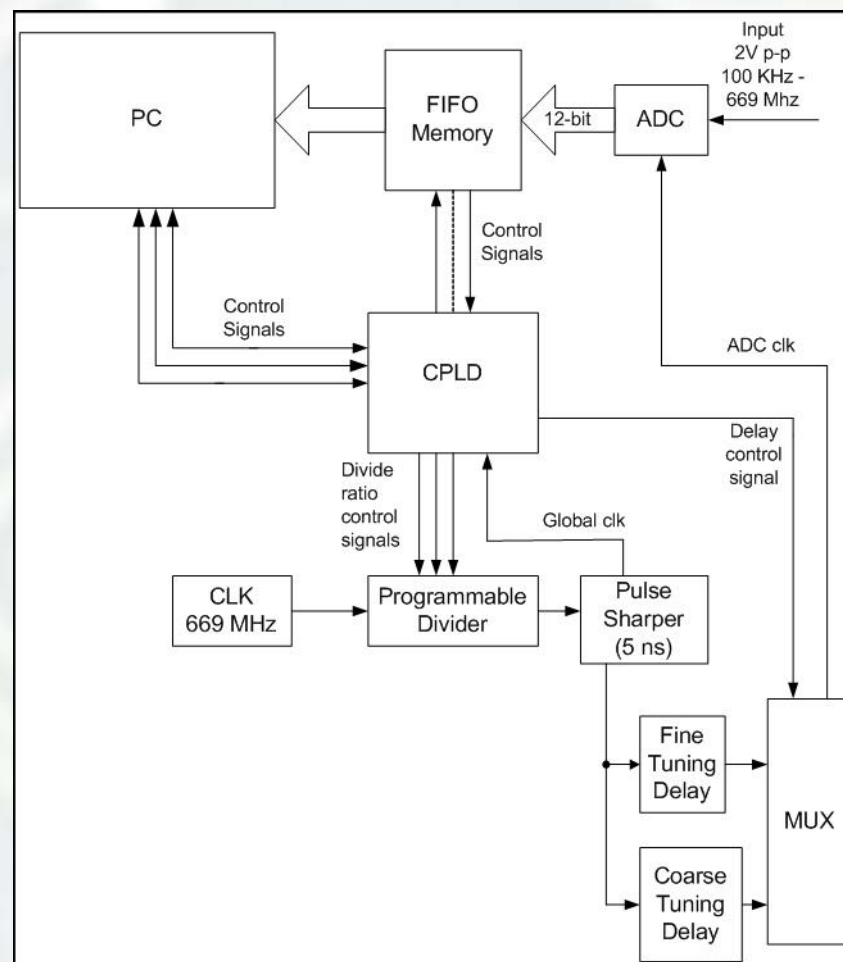 Input
2V p-p
100 KHz -
669 Mhz
PC
FIFO
Memory
12-bit
ADC
Control
Signals
Control
Signals
CPLD
ADC clk
Delay
control
signal
Divide
ratio
control
signals
Global clk
CLK
669 MHz
Programmable
Divider
Pulse
Sharper
(5 ns)
Fine
Tuning
Delay
MUX
Coarse
Tuning
Delay